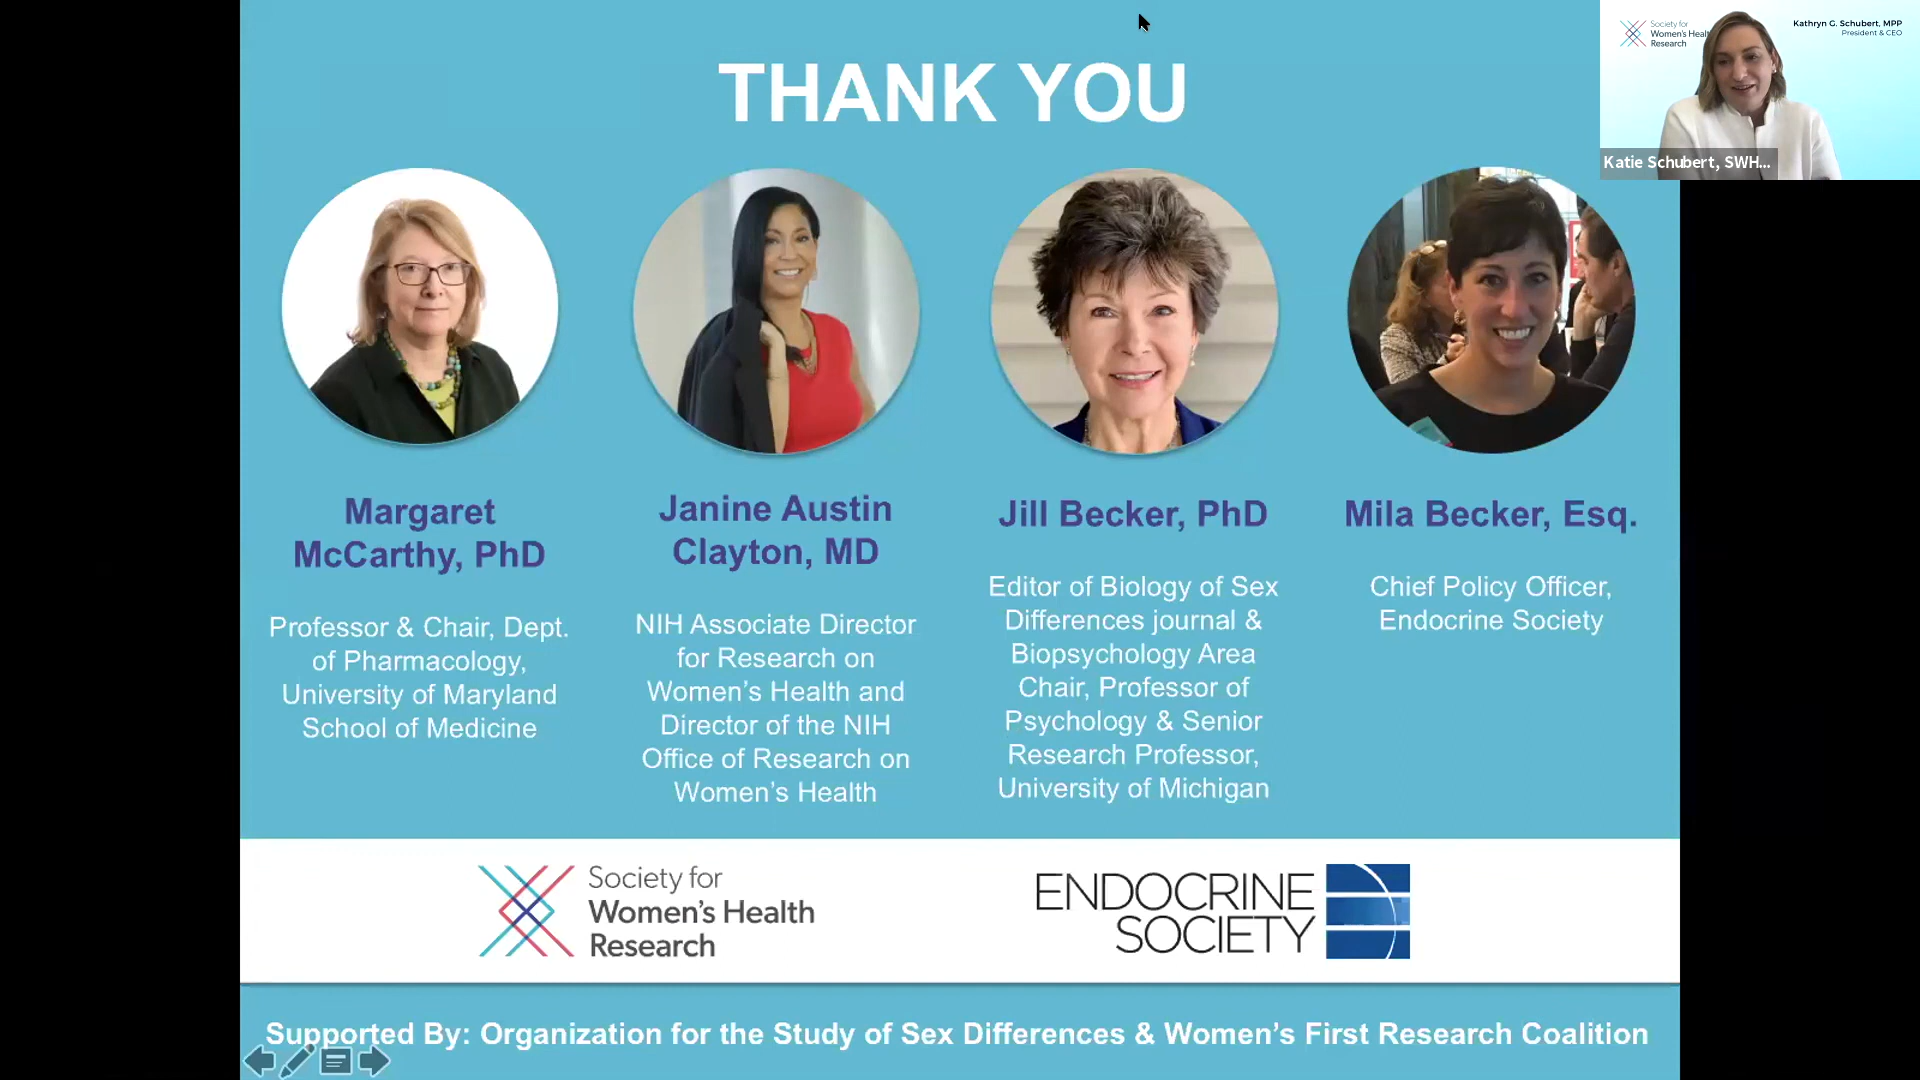 THANK YOU
Society for
Women's Healt
Research
Kathryn G. Schubert, MPP
President & CEO
Katie Schubert, SWH...
Margaret
McCarthy, PhD
Professor & Chair, Dept.
of Pharmacology,
University of Maryland
School of Medicine
Janine Austin
Clayton, MD
NIH Associate Director
for Research on
Women’s Health and
Director of the NIH
Office of Research on
Women’s Health
Jill Becker, PhD
Editor of Biology of Sex
Differences journal &
Biopsychology Area
Chair, Professor of
Psychology & Senior
Research Professor,
University of Michigan
Mila Becker, Esq.
Chief Policy Officer,
Endocrine Society
Society for
Women’s Health
Research
ENDOCRINE
SOCIETY
Supported By: Organization for the Study of Sex Differences & Women’s First Research Coalition